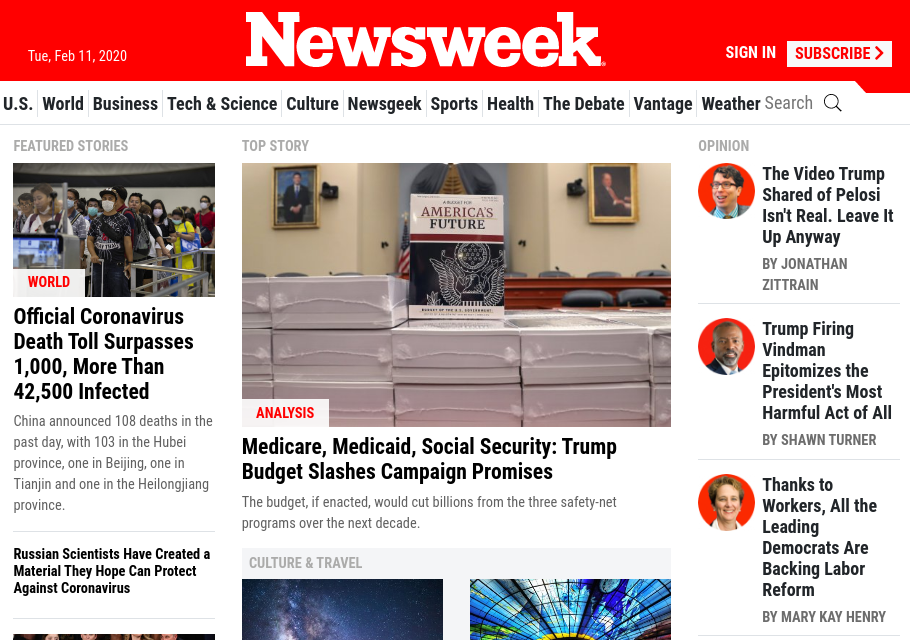 Tue, Feb 11, 2020
Newsweek
SIGN IN
SUBSCRIBE
U.S.
World
Business
Tech & Science
Culture
Newsgeek
Sports
Health
The Debate
Vantage
Weather
Search
FEATURED STORIES
WORLD
Official Coronavirus
Death Toll Surpasses
1,000, More Than
42,500 Infected
China announced 108 deaths in the
past day, with 103 in the Hubei
province, one in Beijing, one in
Tianjin and one in the Heilongjiang
province.
Russian Scientists Have Created a
Material They Hope Can Protect
Against Coronavirus
TOP STORY
A BUDGET FOR
AMERICA'S
FUTURE
BUDGET OF THE U.S. GOVERNMENT
ANALYSIS
Medicare, Medicaid, Social Security: Trump
Budget Slashes Campaign Promises
The budget, if enacted, would cut billions from the three safety-net
programs over the next decade.
CULTURE & TRAVEL
OPINION
The Video Trump
Shared of Pelosi
Isn't Real. Leave It
Up Anyway
BY JONATHAN
ZITTRAIN
Trump Firing
Vindman
Epitomizes the
President's Most
Harmful Act of All
BY SHAWN TURNER
Thanks to
Workers, All the
Leading
Democrats Are
Backing Labor
Reform
BY MARY KAY HENRY